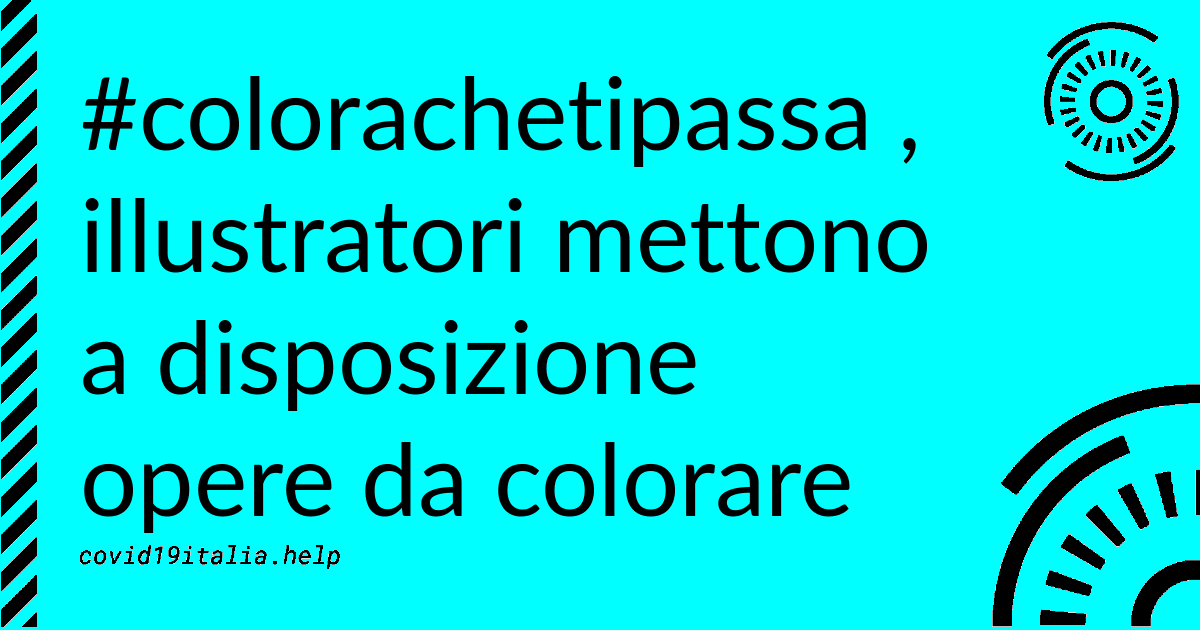 #colorachetipassa ,
illustratori mettono
a disposizione
opere da colorare
covid19italia.help